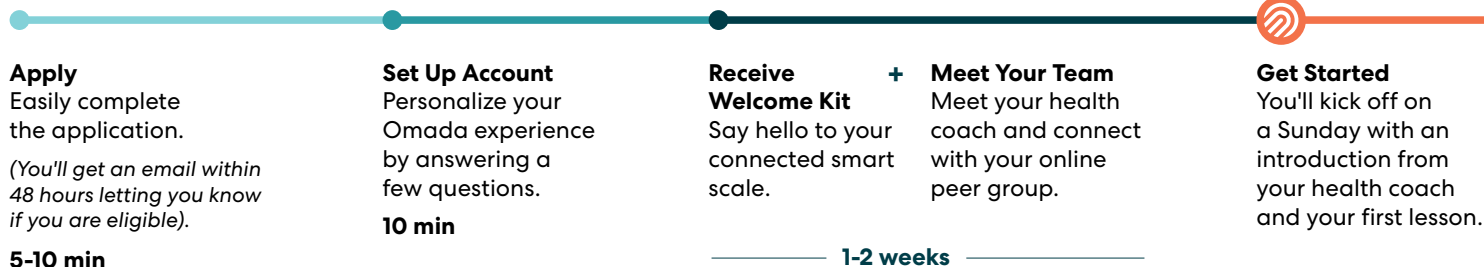 Apply
Easily complete
the application.
(You'll get an email within
48 hours letting you know
if you are eligible).
5-10 min
Set Up Account
Personalize your
Omada experience
by answering a
few questions.
10 min
Receive
Welcome Kit
Say hello to your
connected smart
scale.
+
Meet Your Team
Meet your health
coach and connect
with your online
peer group.
1-2 weeks
Get Started
You'll kick off on
a Sunday with an
introduction from
your health coach
and your first lesson.